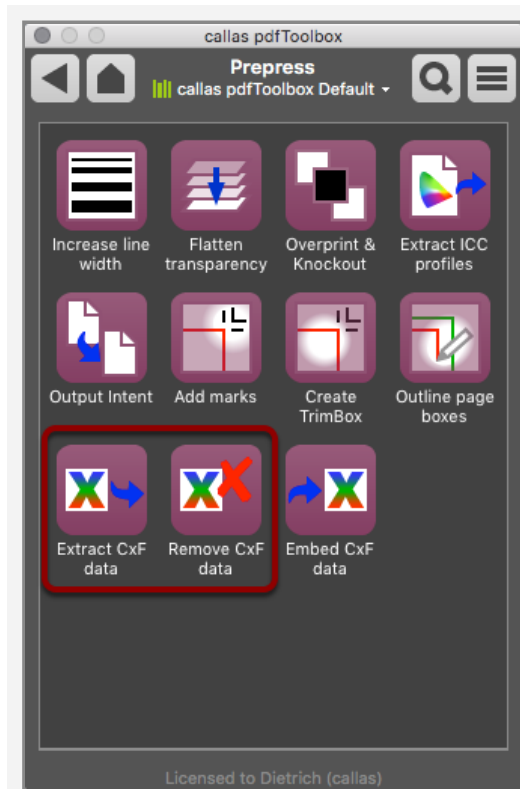 callas pdfToolbox
Prepress
callas pdfToolbox Default
Increase line
width
Flatten
transparency
Overprint &
Knockout
Extract ICC
profiles
Output Intent
Add marks
Create
TrimBox
Outline page
boxes
Extract CxF
data
Remove CxF
data
Embed CxF
data
Licensed to Dietrich (callas)